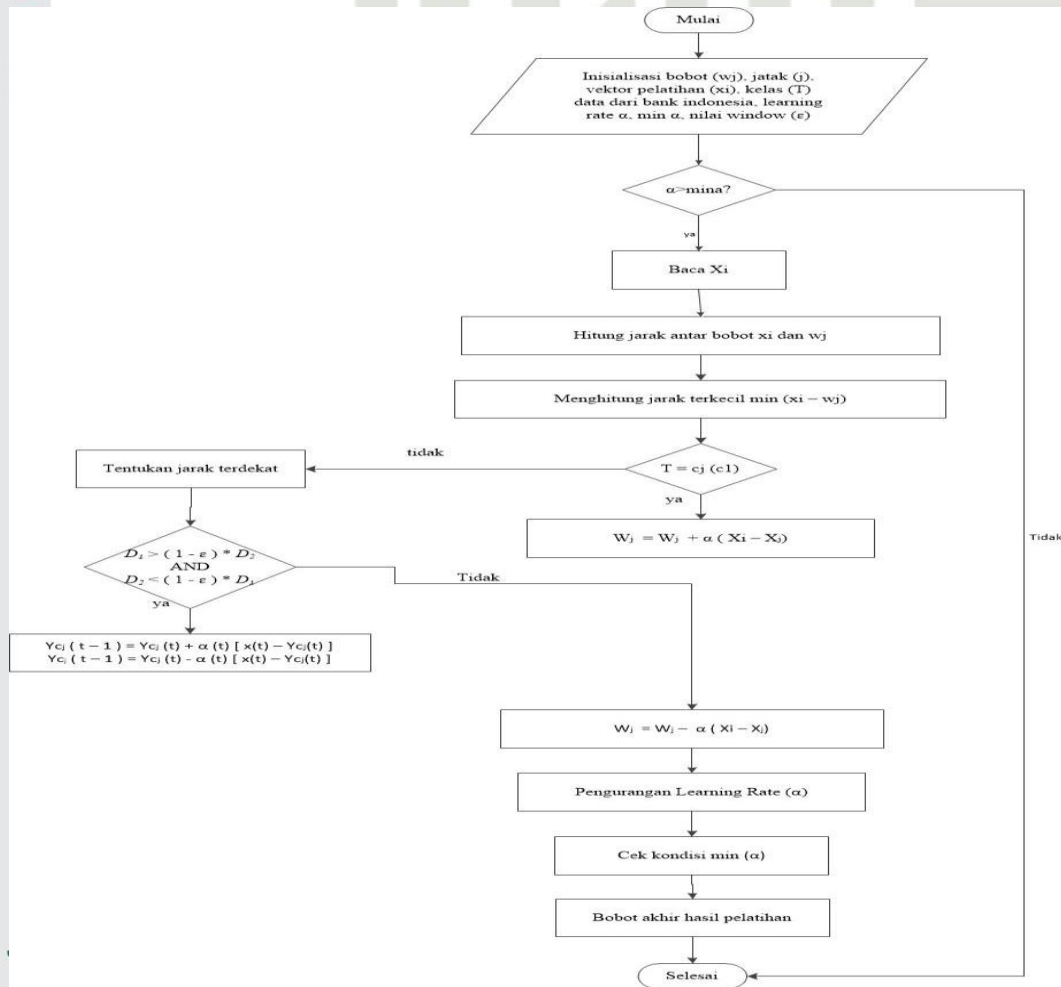 Mulai
Inisialisasi bobot (wj), jatak (j),
vektor pelatihan (xi), kelas (T)
data dari bank indonesia, learning
rate α, min α, nilai window (ε)
α>mina?
ya
Tidak
Baca Xi
Hitung jarak antar bobot xi dan wj
Menghitung jarak terkecil min (xi – wj)
T = cj (c1)
tidak
ya
Wⱼ = Wⱼ + α ( Xi – Xⱼ)
Tentukan jarak terdekat
D₁ > ( 1 - ε ) * D₂
AND
D₂ < ( 1 - ε ) * D₁
Tidak
ya
Ycⱼ ( t – 1 ) = Ycⱼ (t) + α (t) [ x(t) – Ycⱼ(t) ]
Ycᵢ ( t – 1 ) = Ycⱼ (t) - α (t) [ x(t) – Ycⱼ(t) ]
Wⱼ = Wⱼ – α ( Xi – Xⱼ)
Pengurangan Learning Rate (α)
Cek kondisi min (α)
Bobot akhir hasil pelatihan
Selesai